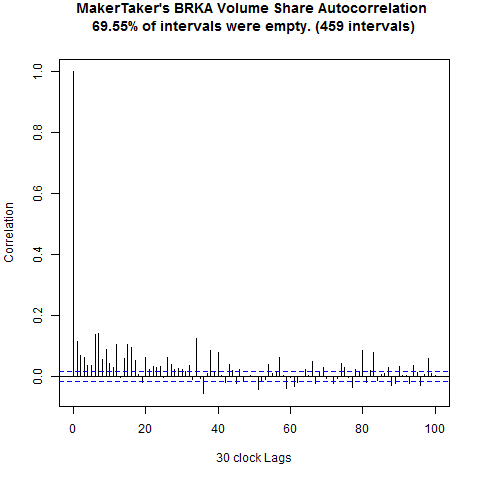 MakerTaker's BRKA Volume Share Autocorrelation
69.55% of intervals were empty. (459 intervals)
1.0
0.8
0.6
0.4
0.2
0.0
Correlation
0 20 40 60 80 100
30 clock Lags